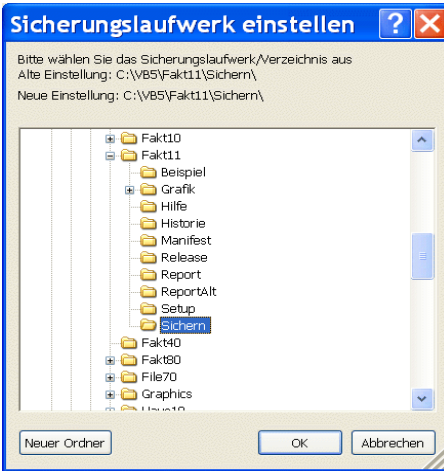 Sicherungslaufwerk einstellen
Bitte wählen Sie das Sicherungslaufwerk/Verzeichnis aus
Alte Einstellung: C:\VB5\Fakt11\Sichern\
Neue Einstellung: C:\VB5\Fakt11\Sichern\
Fakt10
Fakt11
Beispiel
Grafik
Hilfe
Historie
Manifest
Release
Report
ReportAlt
Setup
Sichern
Fakt40
Fakt80
File70
Graphics
Neuer Ordner OK Abbrechen